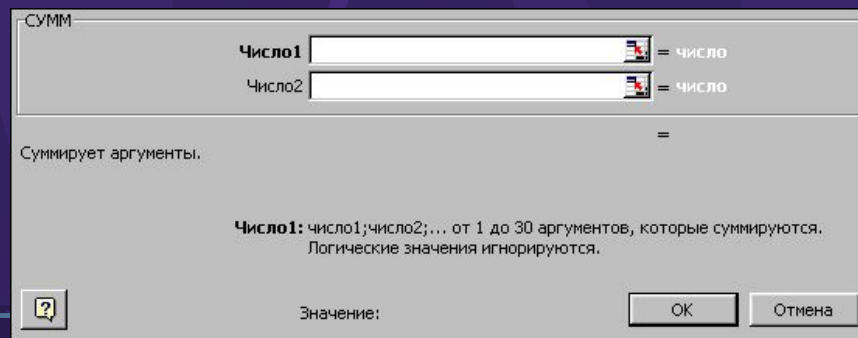 СУММ
Число1 = число
Число2 = число
=
Суммирует аргументы.
Число1: число1;число2;... от 1 до 30 аргументов, которые суммируются.
Логические значения игнорируются.
? Значение: OK Отмена